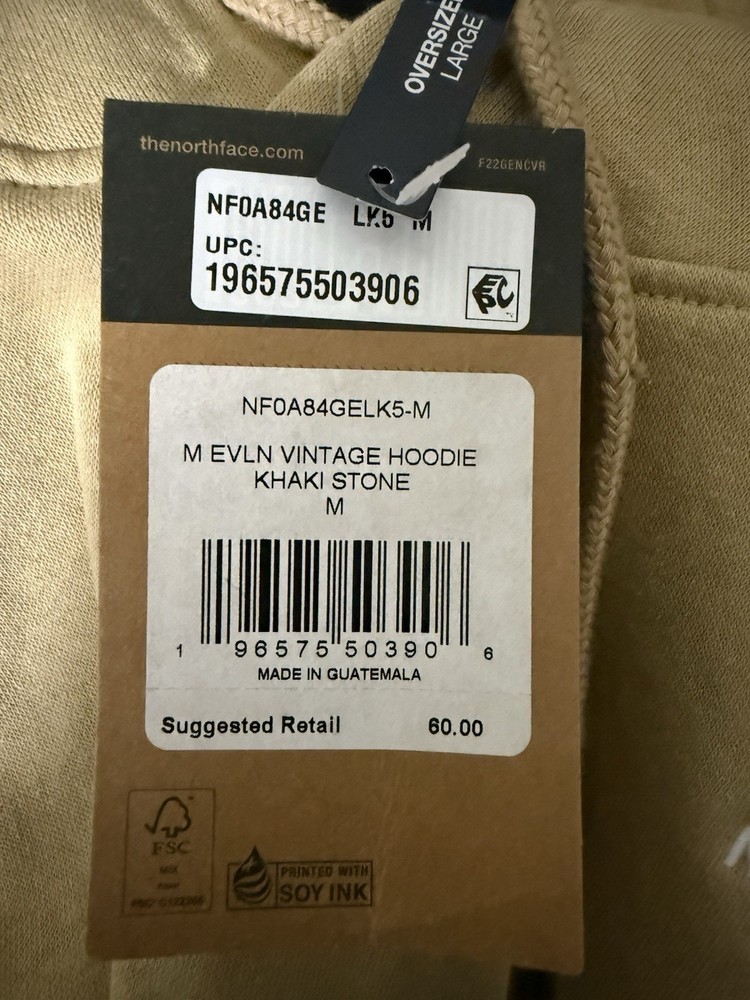 OVERSIZED
LARGE
thenorthface.com
F22GENCVR
NF0A84GE LK5 M
UPC:
196575503906
NF0A84GELK5-M
M EVLN VINTAGE HOODIE
KHAKI STONE
M
1 96575 50390 6
MADE IN GUATEMALA
Suggested Retail 60.00
FSC
MIX
PRINTED WITH
SOY INK